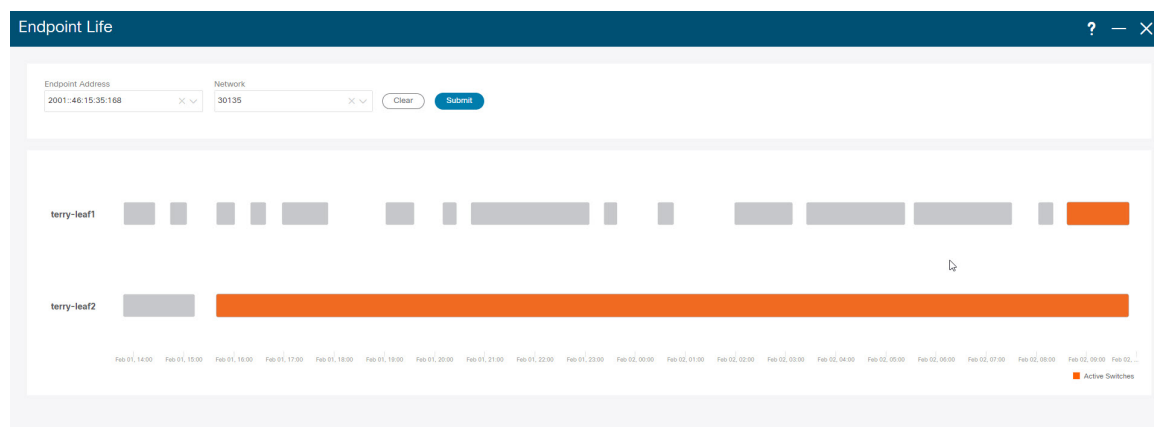 Endpoint Life
? — ×
Endpoint Address Network
2001::46:15:35:168 30135 Clear Submit
terry-leaf1
terry-leaf2
Feb 01, 14:00 Feb 01, 15:00 Feb 01, 16:00 Feb 01, 17:00 Feb 01, 18:00 Feb 01, 19:00 Feb 01, 20:00 Feb 01, 21:00 Feb 01, 22:00 Feb 01, 23:00 Feb 02, 00:00 Feb 02, 01:00 Feb 02, 02:00 Feb 02, 03:00 Feb 02, 04:00 Feb 02, 05:00 Feb 02, 06:00 Feb 02, 07:00 Feb 02, 08:00 Feb 02, 09:00 Feb 02, ...
Active Switches